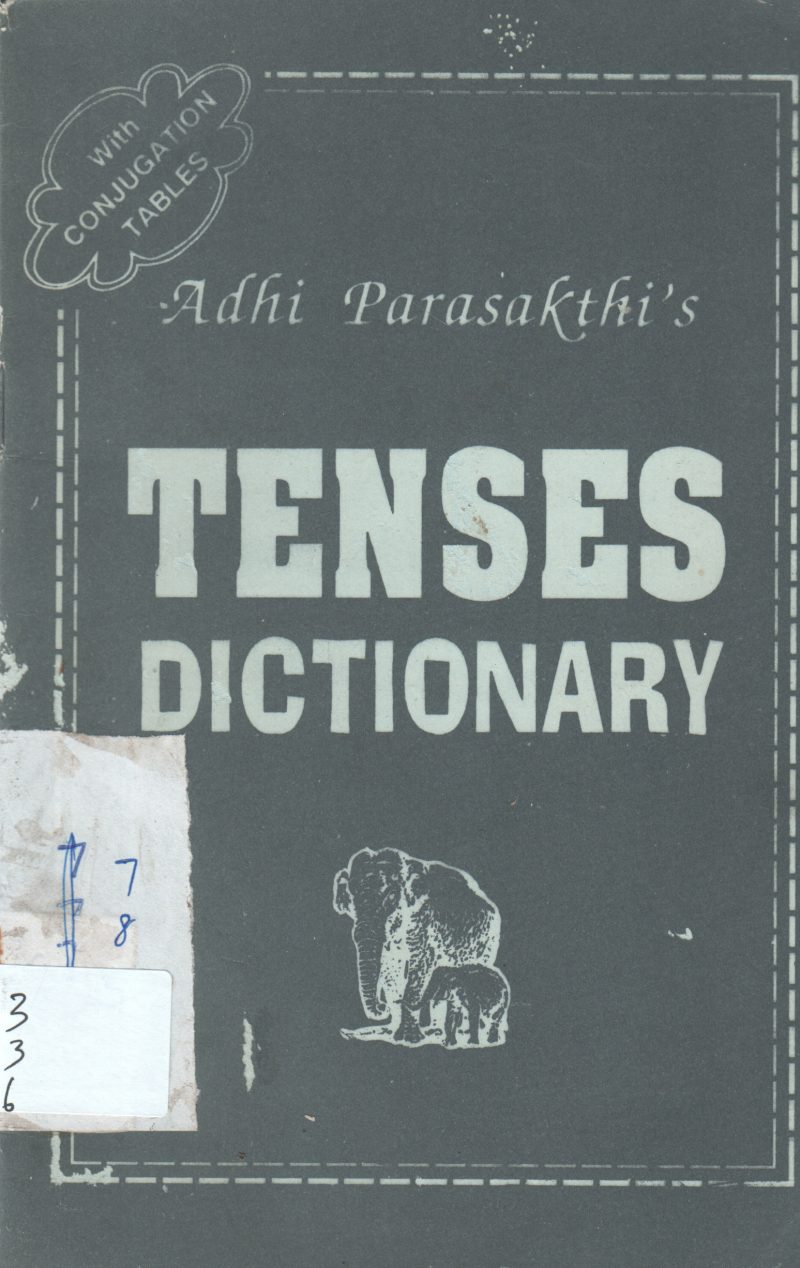 With
CONJUGATION
TABLES
Adhi Parasakthi's
TENSES
DICTIONARY
7
8
3
3
6